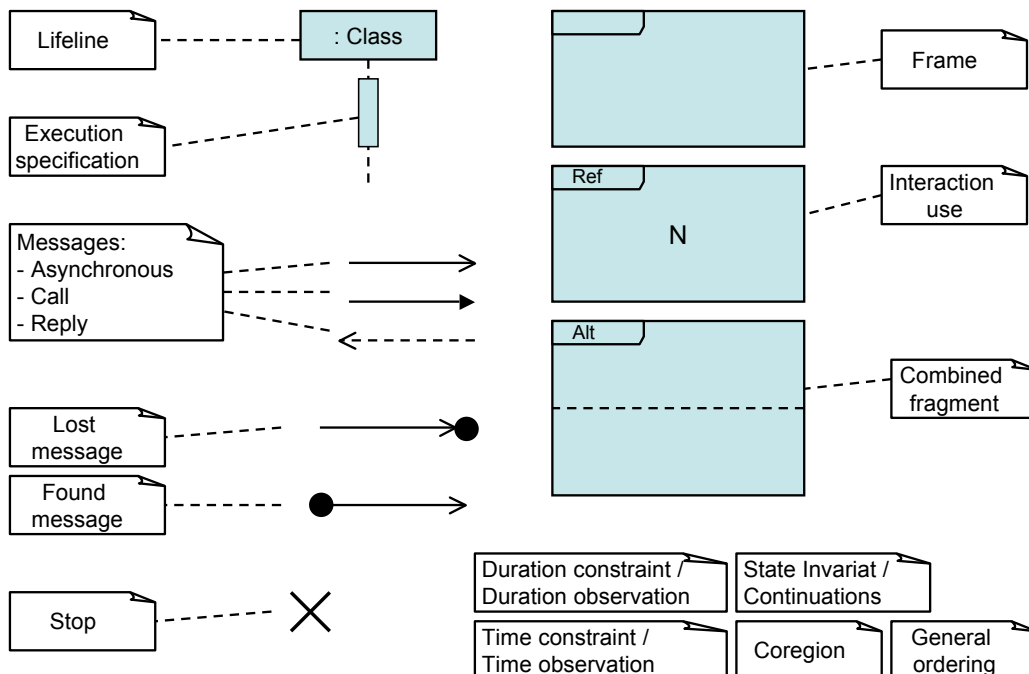 Lifeline
: Class
Execution
specification
Messages:
- Asynchronous
- Call
- Reply
Lost
message
Found
message
Stop
Frame
Ref
N
Interaction
use
Alt
Combined
fragment
Duration constraint /
Duration observation
State Invariat /
Continuations
Time constraint /
Time observation
Coregion
General
ordering